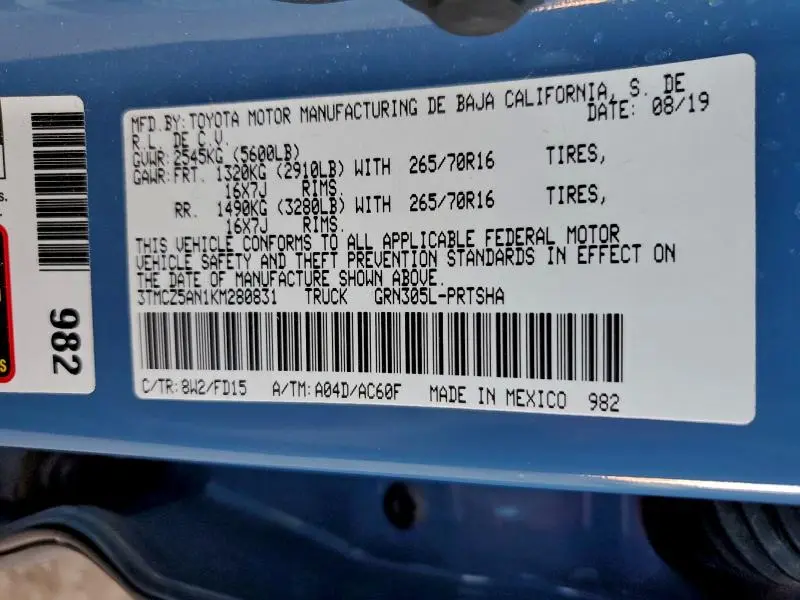 MFD. BY: TOYOTA MOTOR MANUFACTURING DE BAJA CALIFORNIA, S. DE
R.L. DE C.V. DATE: 08/19
GVWR: 2545KG (5600LB)
GAWR: FRT. 1320KG (2910LB) WITH 265/70R16 TIRES,
16X7J RIMS.
RR. 1490KG (3280LB) WITH 265/70R16 TIRES,
16X7J RIMS.
THIS VEHICLE CONFORMS TO ALL APPLICABLE FEDERAL MOTOR
VEHICLE SAFETY AND THEFT PREVENTION STANDARDS IN EFFECT ON
THE DATE OF MANUFACTURE SHOWN ABOVE.
3TMCZ5AN1KM280831 TRUCK GRN305L-PRTSHA
C/TR: 8W2/FD15 A/TM: A04D/AC60F MADE IN MEXICO 982
982